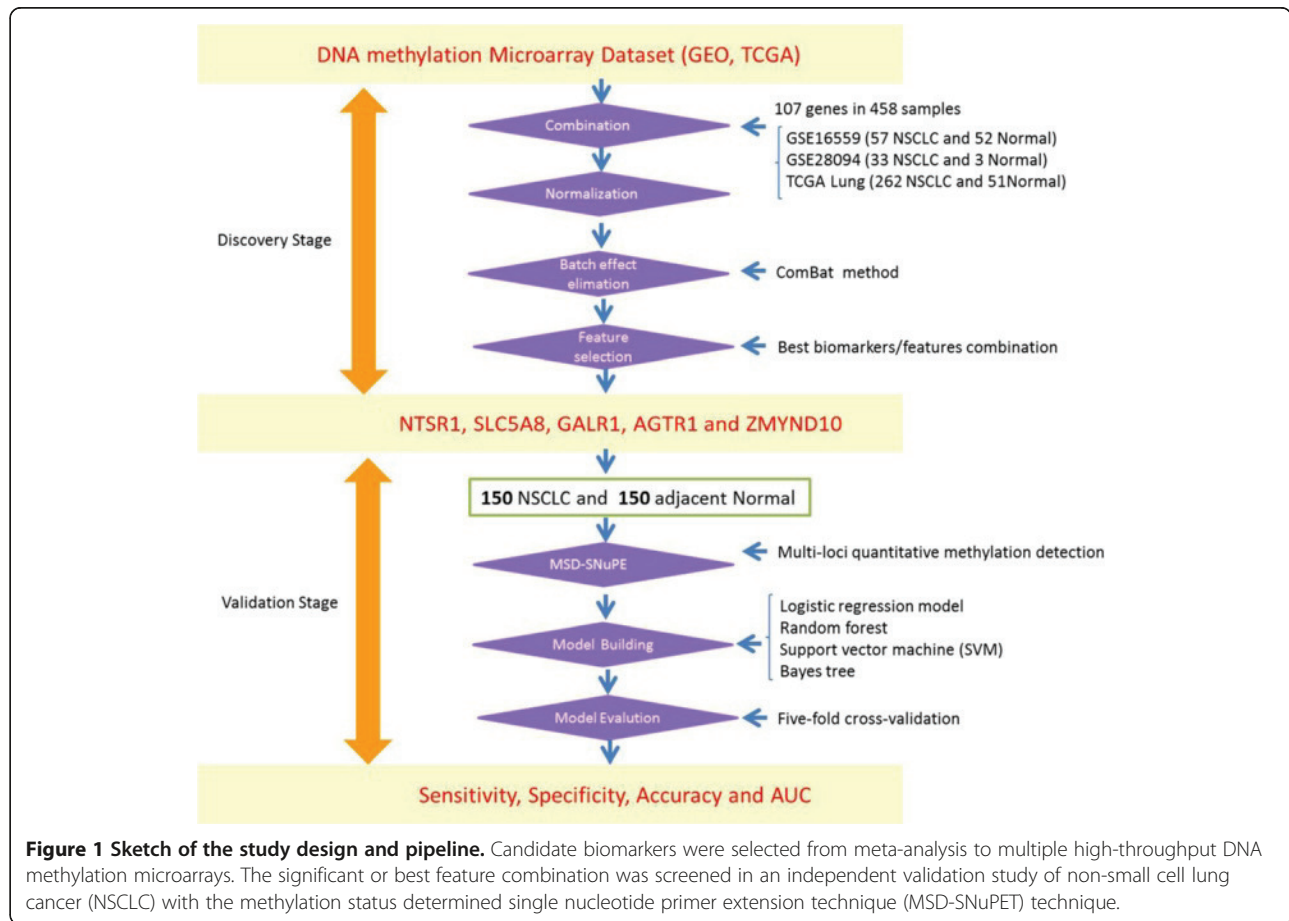 DNA methylation Microarray Dataset (GEO, TCGA)
Combination
107 genes in 458 samples
GSE16559 (57 NSCLC and 52 Normal)
GSE28094 (33 NSCLC and 3 Normal)
TCGA Lung (262 NSCLC and 51Normal)
Normalization
Discovery Stage
Batch effect
elimation
ComBat method
Feature
selection
Best biomarkers/features combination
NTSR1, SLC5A8, GALR1, AGTR1 and ZMYND10
150 NSCLC and 150 adjacent Normal
MSD-SNuPE
Multi-loci quantitative methylation detection
Validation Stage
Model Building
Logistic regression model
Random forest
Support vector machine (SVM)
Bayes tree
Model Evalution
Five-fold cross-validation
Sensitivity, Specificity, Accuracy and AUC
Figure 1 Sketch of the study design and pipeline. Candidate biomarkers were selected from meta-analysis to multiple high-throughput DNA
methylation microarrays. The significant or best feature combination was screened in an independent validation study of non-small cell lung
cancer (NSCLC) with the methylation status determined single nucleotide primer extension technique (MSD-SNuPET) technique.